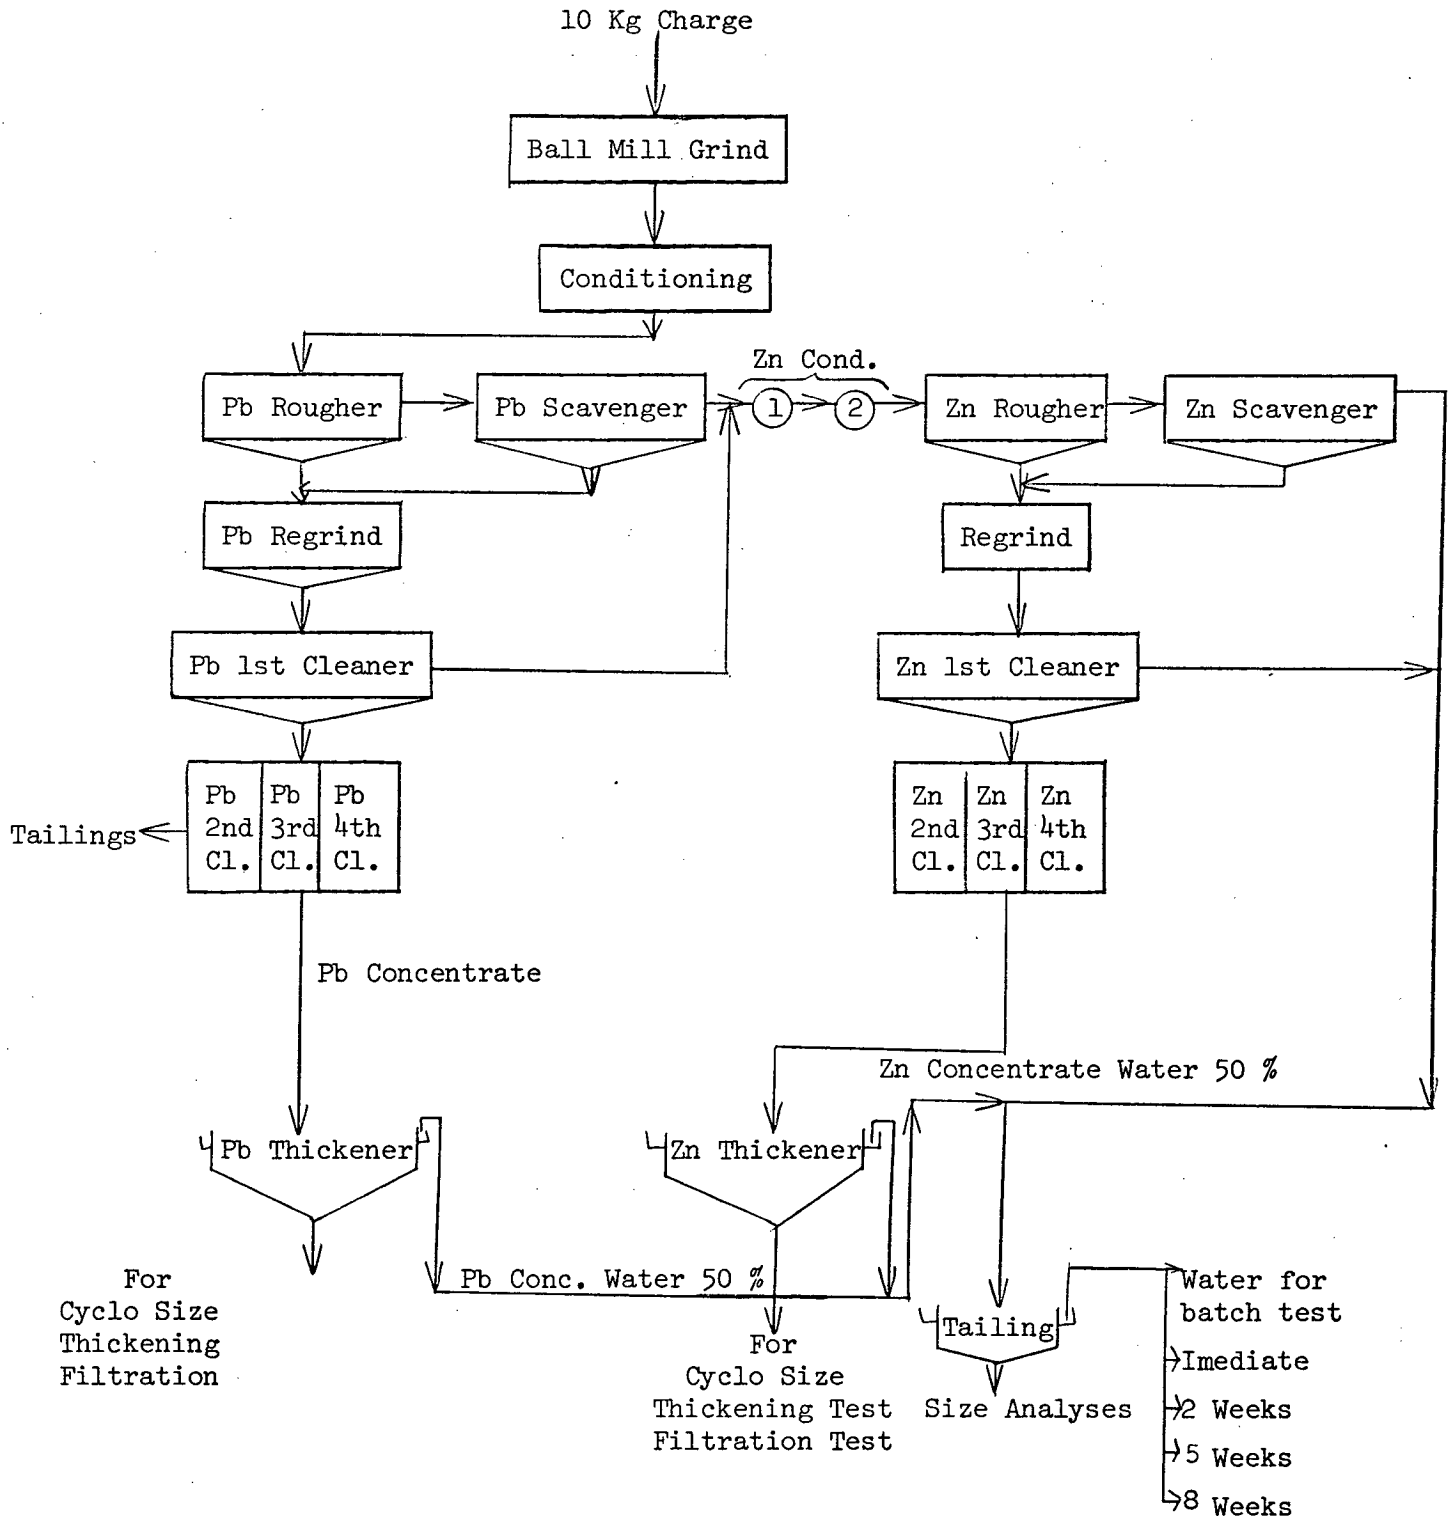 10 Kg Charge
Ball Mill Grind
Conditioning
Zn Cond.
Pb Rougher
Pb Scavenger
1
2
Zn Rougher
Zn Scavenger
Pb Regrind
Regrind
Pb 1st Cleaner
Zn 1st Cleaner
Tailings
Pb
2nd
Cl.
Pb
3rd
Cl.
Pb
4th
Cl.
Zn
2nd
Cl.
Zn
3rd
Cl.
Zn
4th
Cl.
Pb Concentrate
Zn Concentrate Water 50 %
Pb Thickener
Zn Thickener
Pb Conc. Water 50 %
For
Cyclo Size
Thickening
Filtration
For
Cyclo Size
Thickening Test
Filtration Test
Tailing
Size Analyses
Water for
batch test
Imediate
2 Weeks
5 Weeks
8 Weeks